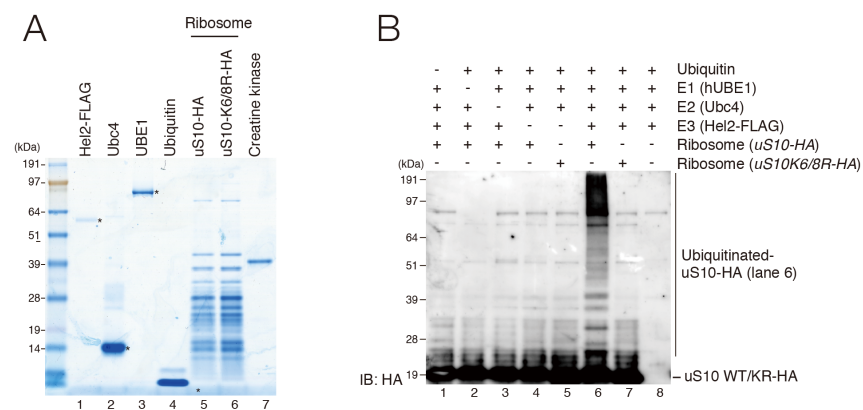 A
Ribosome
Hel2-FLAG
Ubc4
UBE1
Ubiquitin
uS10-HA
uS10-K6/8R-HA
Creatine kinase
(kDa)
191-
97-
64-
51
39-
28-
19-
14-
*
*
*
*
1 2 3 4 5 6 7
B
- + + + + + + + Ubiquitin
+ - + + + + + + E1 (hUBE1)
+ + - + + + + + E2 (Ubc4)
+ + + - - + + + E3 (Hel2-FLAG)
+ + + + - + - - Ribosome (uS10-HA)
- - - - + - + - Ribosome (uS10K6/8R-HA)
(kDa)
191-
97-
64-
51-
39-
28-
19-
Ubiquitinated-
uS10-HA (lane 6)
IB: HA
- uS10 WT/KR-HA
1 2 3 4 5 6 7 8